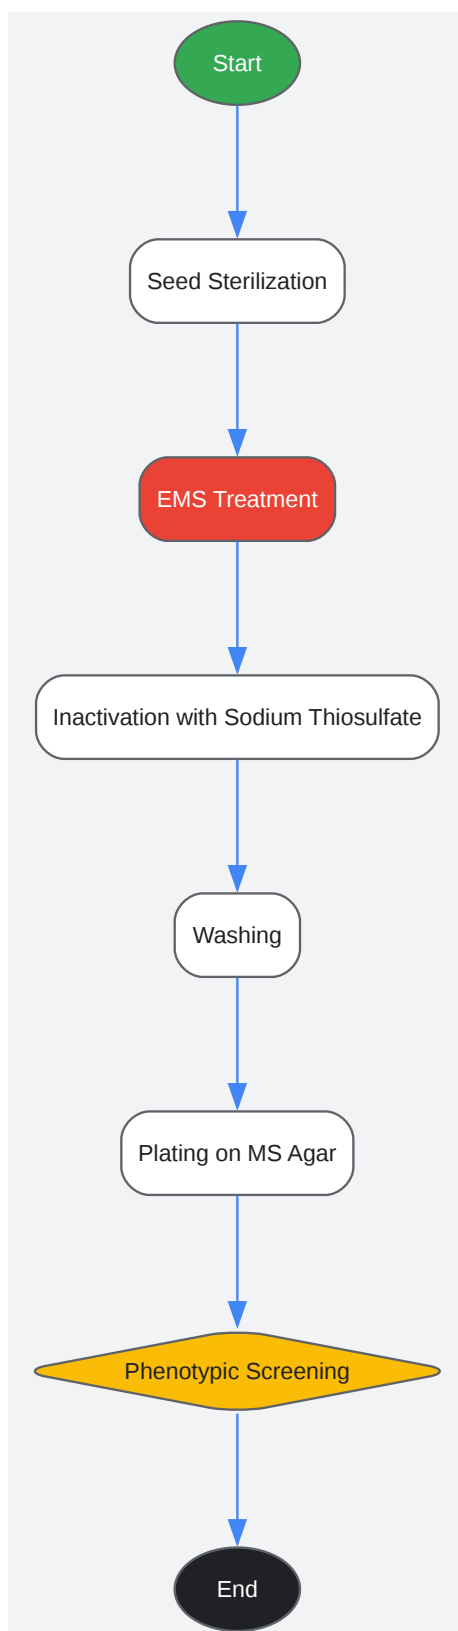 Start
Seed Sterilization
EMS Treatment
Inactivation with Sodium Thiosulfate
Washing
Plating on MS Agar
Phenotypic Screening
End